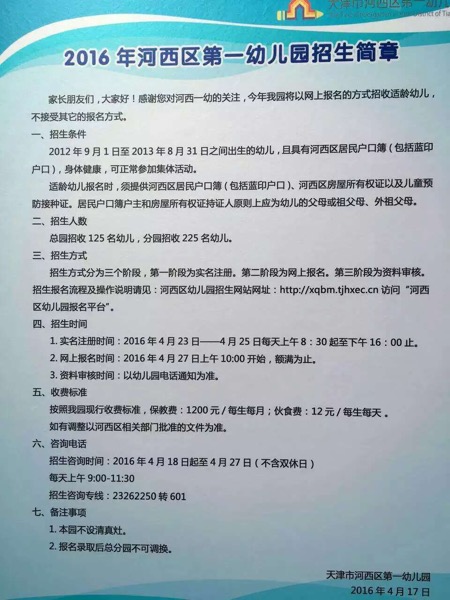 天津市河西区第一幼儿
2016 年河西区第一幼儿园招生简章
家长朋友们，大家好！感谢您对河西一幼的关注，今年我园将以网上报名的方式招收适龄幼儿，
不接受其它的报名方式。
一、招生条件
2012 年 9 月 1 日至 2013 年 8 月 31 日之间出生的幼儿，且具有河西区居民户口簿（包括蓝印
户口），身体健康，可正常参加集体活动。
适龄幼儿报名时，须提供河西区居民户口簿（包括蓝印户口）、河西区房屋所有权证以及儿童预
防接种证。居民户口簿户主和房屋所有权证持证人原则上应为幼儿的父母或祖父母、外祖父母。
二、招生人数
总园招收 125 名幼儿，分园招收 225 名幼儿。
三、招生方式
招生方式分为三个阶段，第一阶段为实名注册。第二阶段为网上报名。第三阶段为资料审核。
招生报名流程及操作说明请见：河西区幼儿园招生网站网址：http://xqbm.tjhxec.cn 访问 “河西
区幼儿园报名平台”。
四、招生时间
1. 实名注册时间：2016 年 4 月 23 日——4 月 25 日每天上午 8：30 起至下午 16：00 止。
2. 网上报名时间：2016 年 4 月 27 日上午 10:00 开始，额满为止。
3. 资料审核时间：以幼儿园电话通知为准。
五、收费标准
按照我园现行收费标准，保教费：1200 元 / 每生每月；伙食费：12 元 / 每生每天 。
如有调整以河西区相关部门批准的文件为准。
六、咨询电话
招生咨询时间：2016 年 4 月 18 日起至 4 月 27 日（不含双休日）
每天上午 9:00-11:30
招生咨询专线：23262250 转 601
七、备注事项
1. 本园不设清真灶。
2. 报名录取后总分园不可调换。
天津市河西区第一幼儿园
2016 年 4 月 17 日